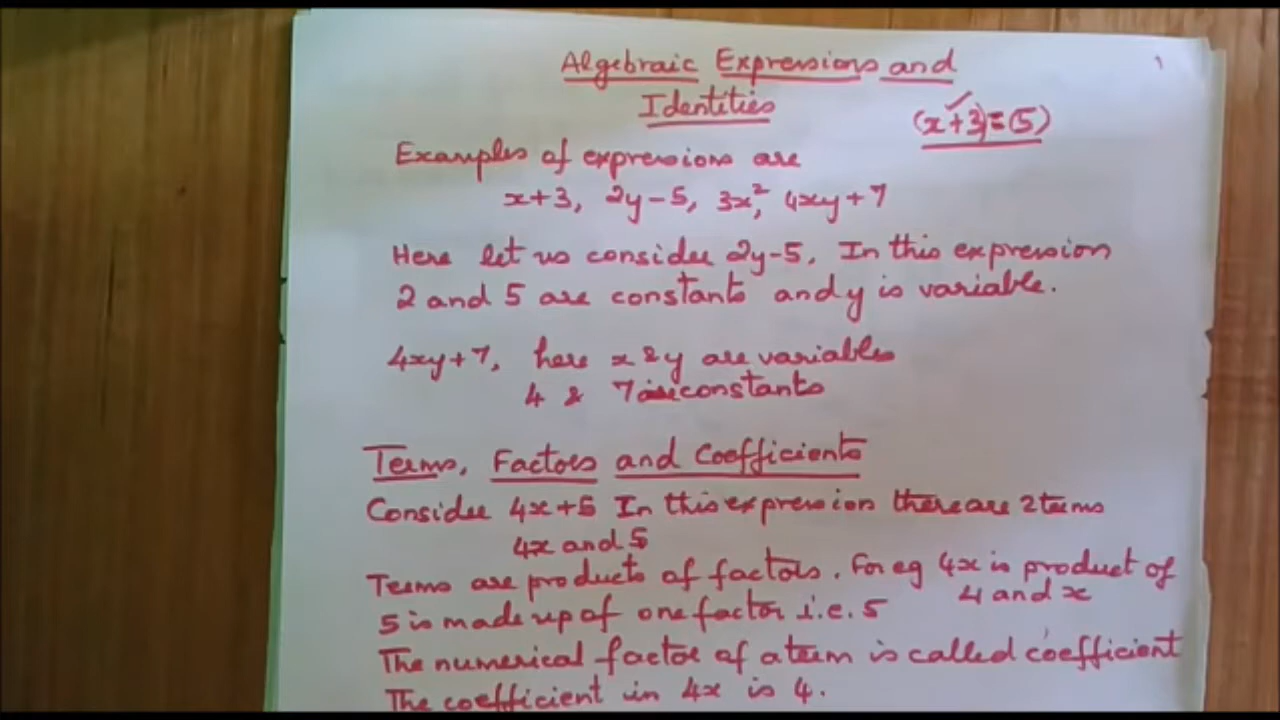 Algebraic Expressions and
Identities
(x+3)=(5)
Examples of expressions are
x+3, 2y-5, 3x², 4xy+7
Here let us consider 2y-5. In this expression
2 and 5 are constants and y is variable.
4xy+7, here x & y are variables
4 & 7 are constants
Terms, Factors and Coefficients
Consider 4x+5 In this expression there are 2 terms
4x and 5
Terms are products of factors. For eg 4x is product of
4 and x
5 is made up of one factor i.e. 5
The numerical factor of a term is called coefficient
The coefficient in 4x is 4.